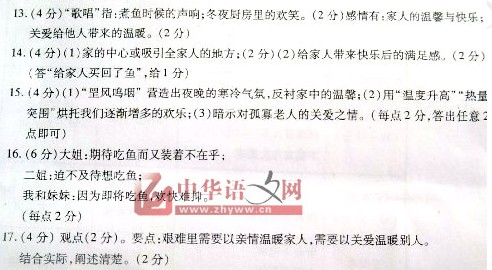 13.(4分)“歌唱”指:煮鱼时候的声响;冬夜厨房里的欢笑。(2分)感情有:家人的温馨与快乐;
关爱给他人带来的温暖。(2分)
14.(4分)(1)家的中心或吸引全家人的地方;(2分)(2)给家人带来快乐后的满足感。(2分)
(答“给家人买回了鱼”,给1分)
15.(4分)(1)“罡风呜咽”营造出夜晚的寒冷气氛,反衬家中的温馨;(2)用“温度升高”“热量
突围”烘托我们逐渐增多的欢乐;(3)暗示对孤寡老人的关爱之情。(每点2分,答出任意2
点即可)
16.(6分)大姐:期待吃鱼而又装着不在乎;
二姐:迫不及待想吃鱼;
我和妹妹:因为即将吃鱼,欢快难抑。
(每点2分)
中华语文网
www.zhyww.cn
17.(4分)观点(2分)。要点:艰难里需要以亲情温暖家人,需要以关爱温暖别人。
结合实际,阐述清楚。(2分)